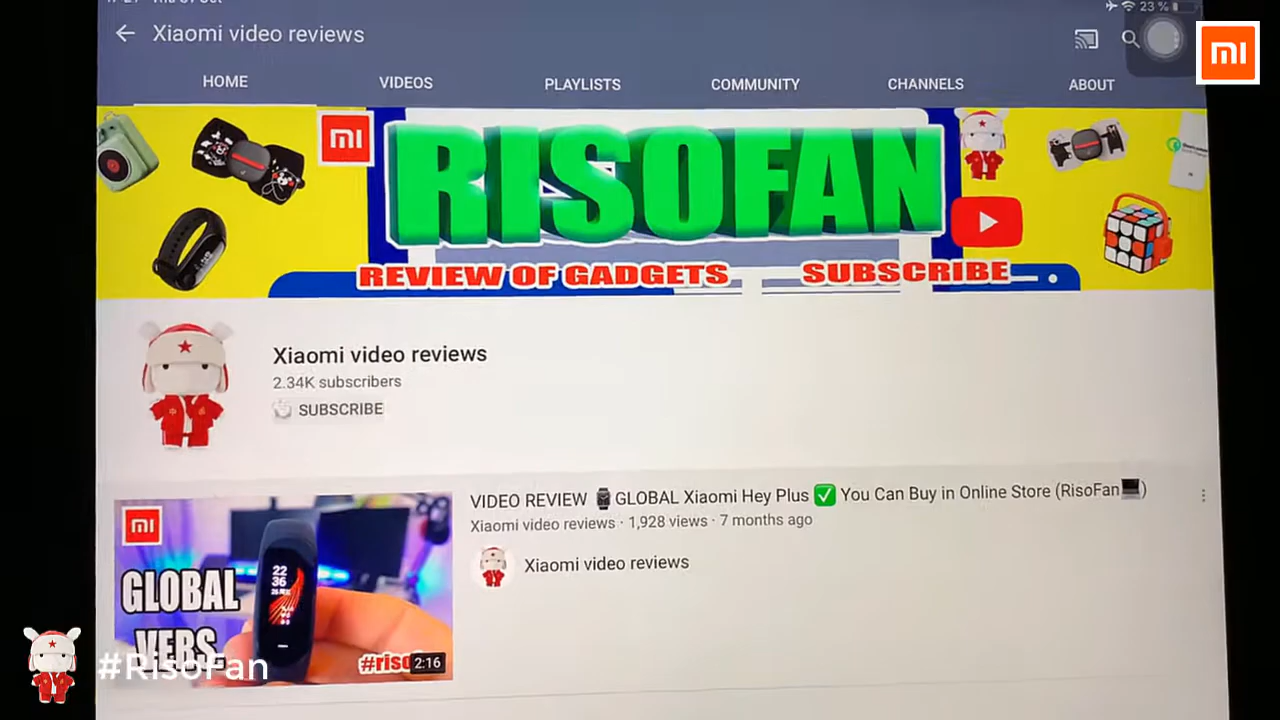 23 %
Xiaomi video reviews
HOME
VIDEOS
PLAYLISTS
COMMUNITY
CHANNELS
ABOUT
mi
mi
RISOFAN
REVIEW OF GADGETS
SUBSCRIBE
Xiaomi video reviews
2.34K subscribers
SUBSCRIBE
VIDEO REVIEW ⌚GLOBAL Xiaomi Hey Plus ✅ You Can Buy in Online Store (RisoFan💻)
Xiaomi video reviews · 1,928 views · 7 months ago
Xiaomi video reviews
mi
GLOBAL
VERS
22
36
2:16
#RisoFan